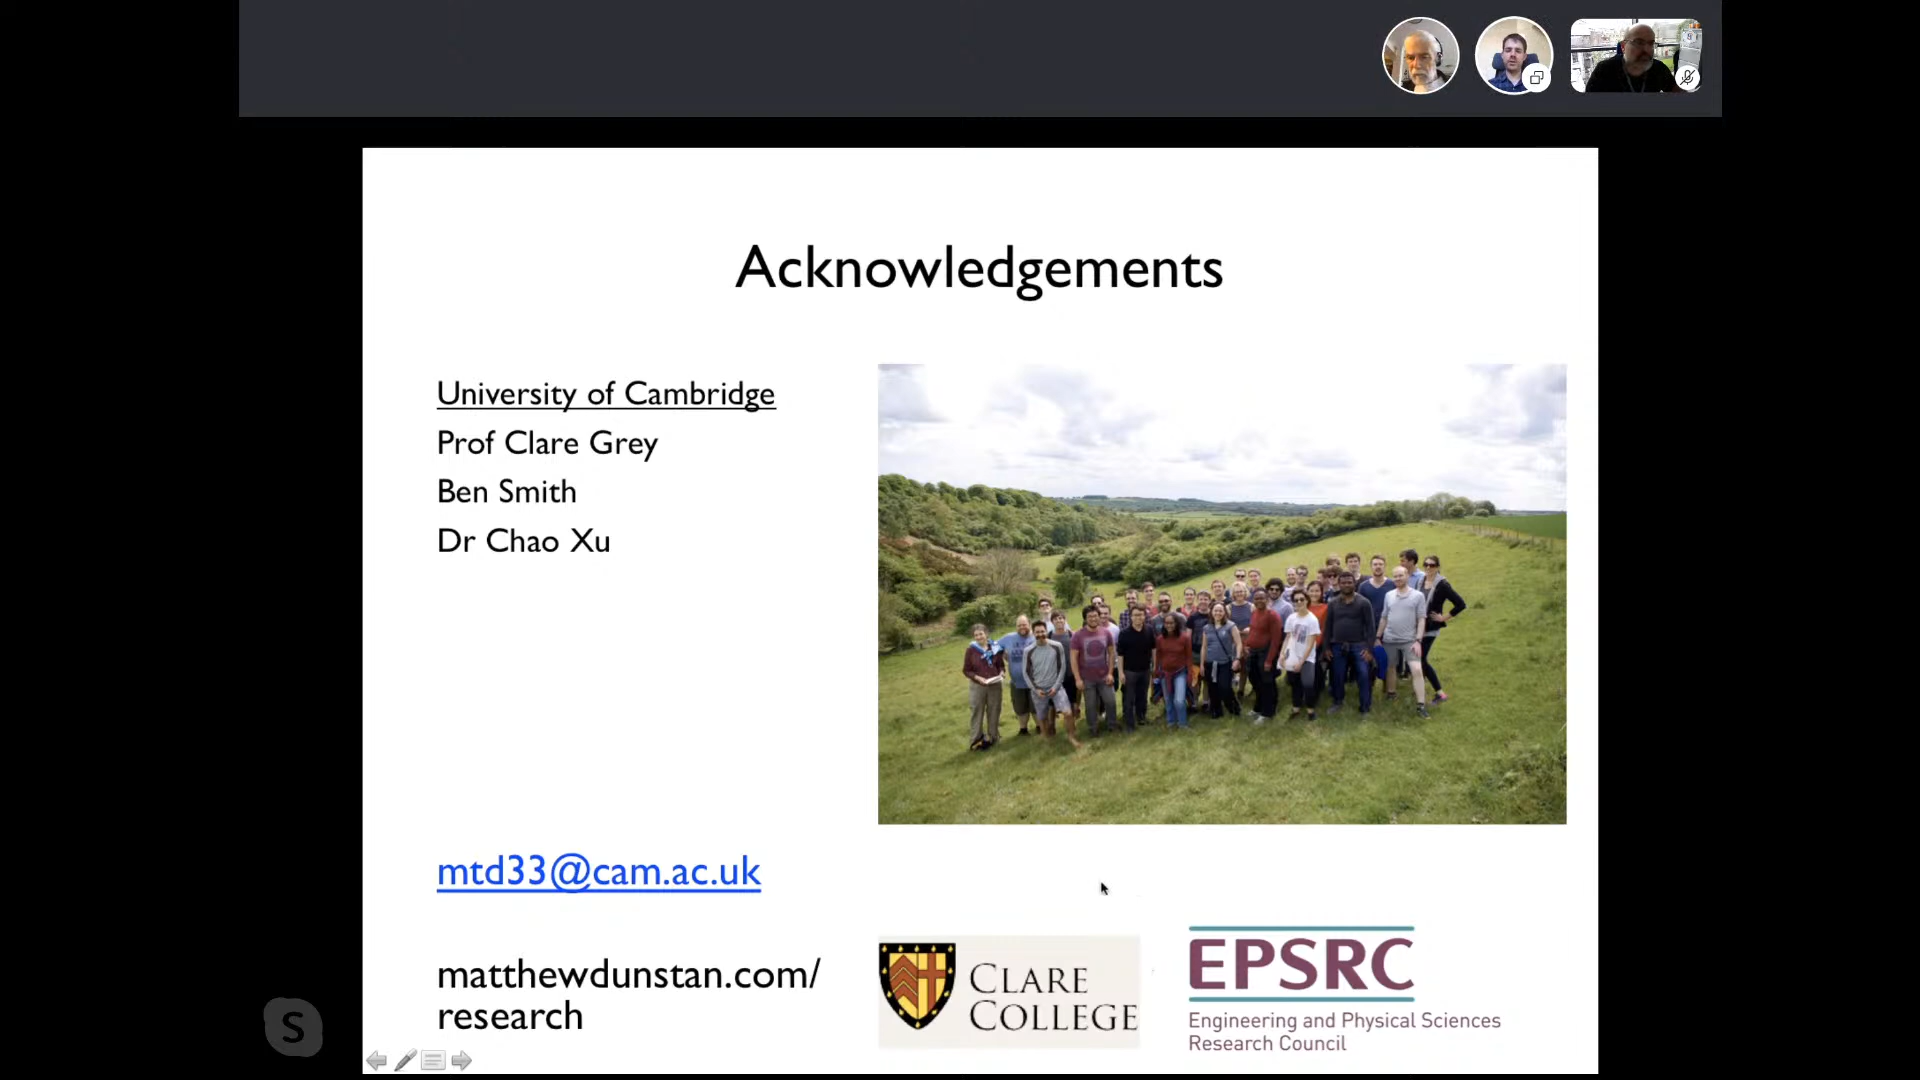 Acknowledgements
University of Cambridge
Prof Clare Grey
Ben Smith
Dr Chao Xu
mtd33@cam.ac.uk
matthewdunstan.com/
research
CLARE
COLLEGE
EPSRC
Engineering and Physical Sciences
Research Council
S